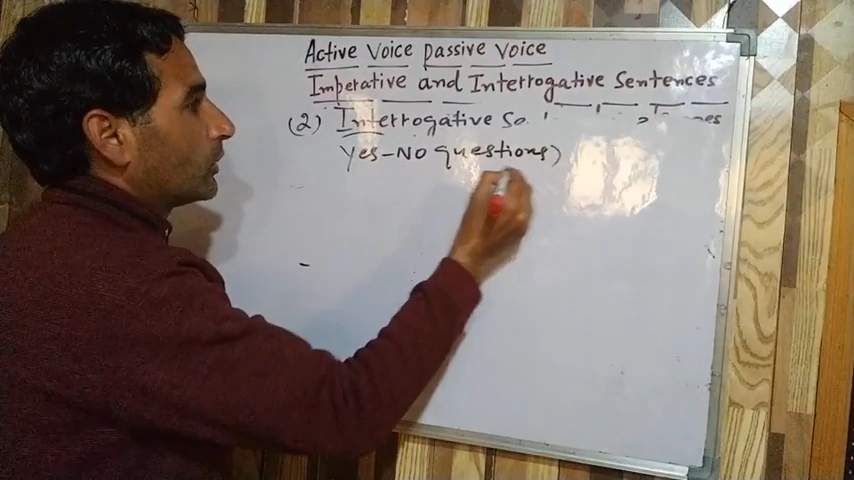 Active Voice Passive Voice
Imperative and Interrogative Sentences
(2) Interrogative
Yes-No questions)